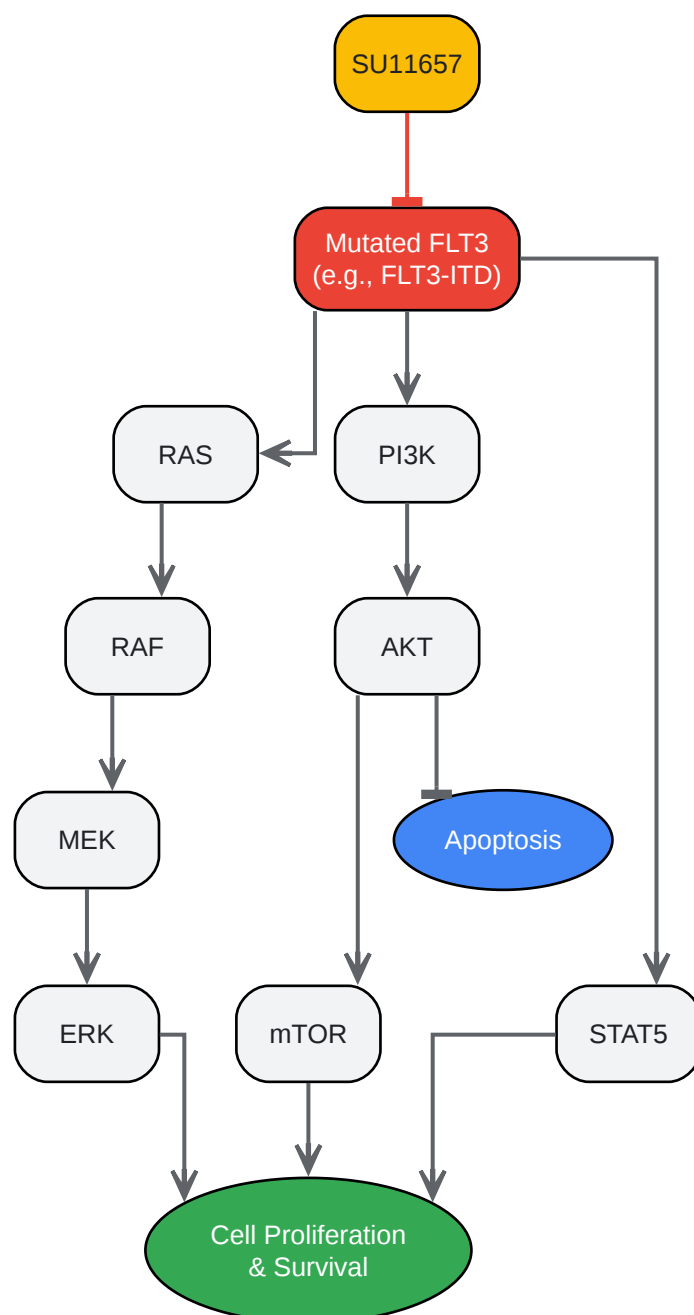 SU11657
Mutated FLT3
(e.g., FLT3-ITD)
RAS
PI3K
RAF
AKT
MEK
Apoptosis
ERK
mTOR
STAT5
Cell Proliferation
& Survival